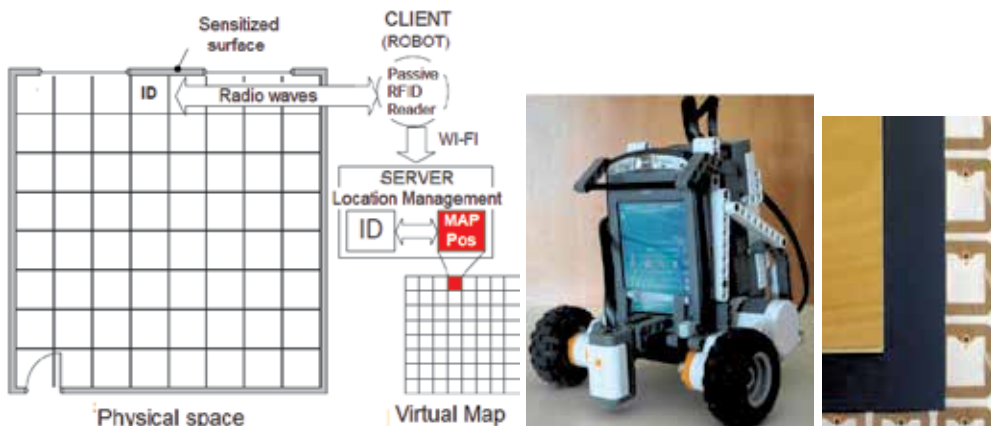 Sensitized
surface
CLIENT
(ROBOT)
ID
Radio waves
Passive
RFID
Reader
WI-FI
SERVER
Location Management
ID
MAP
Pos
Physical space
Virtual Map